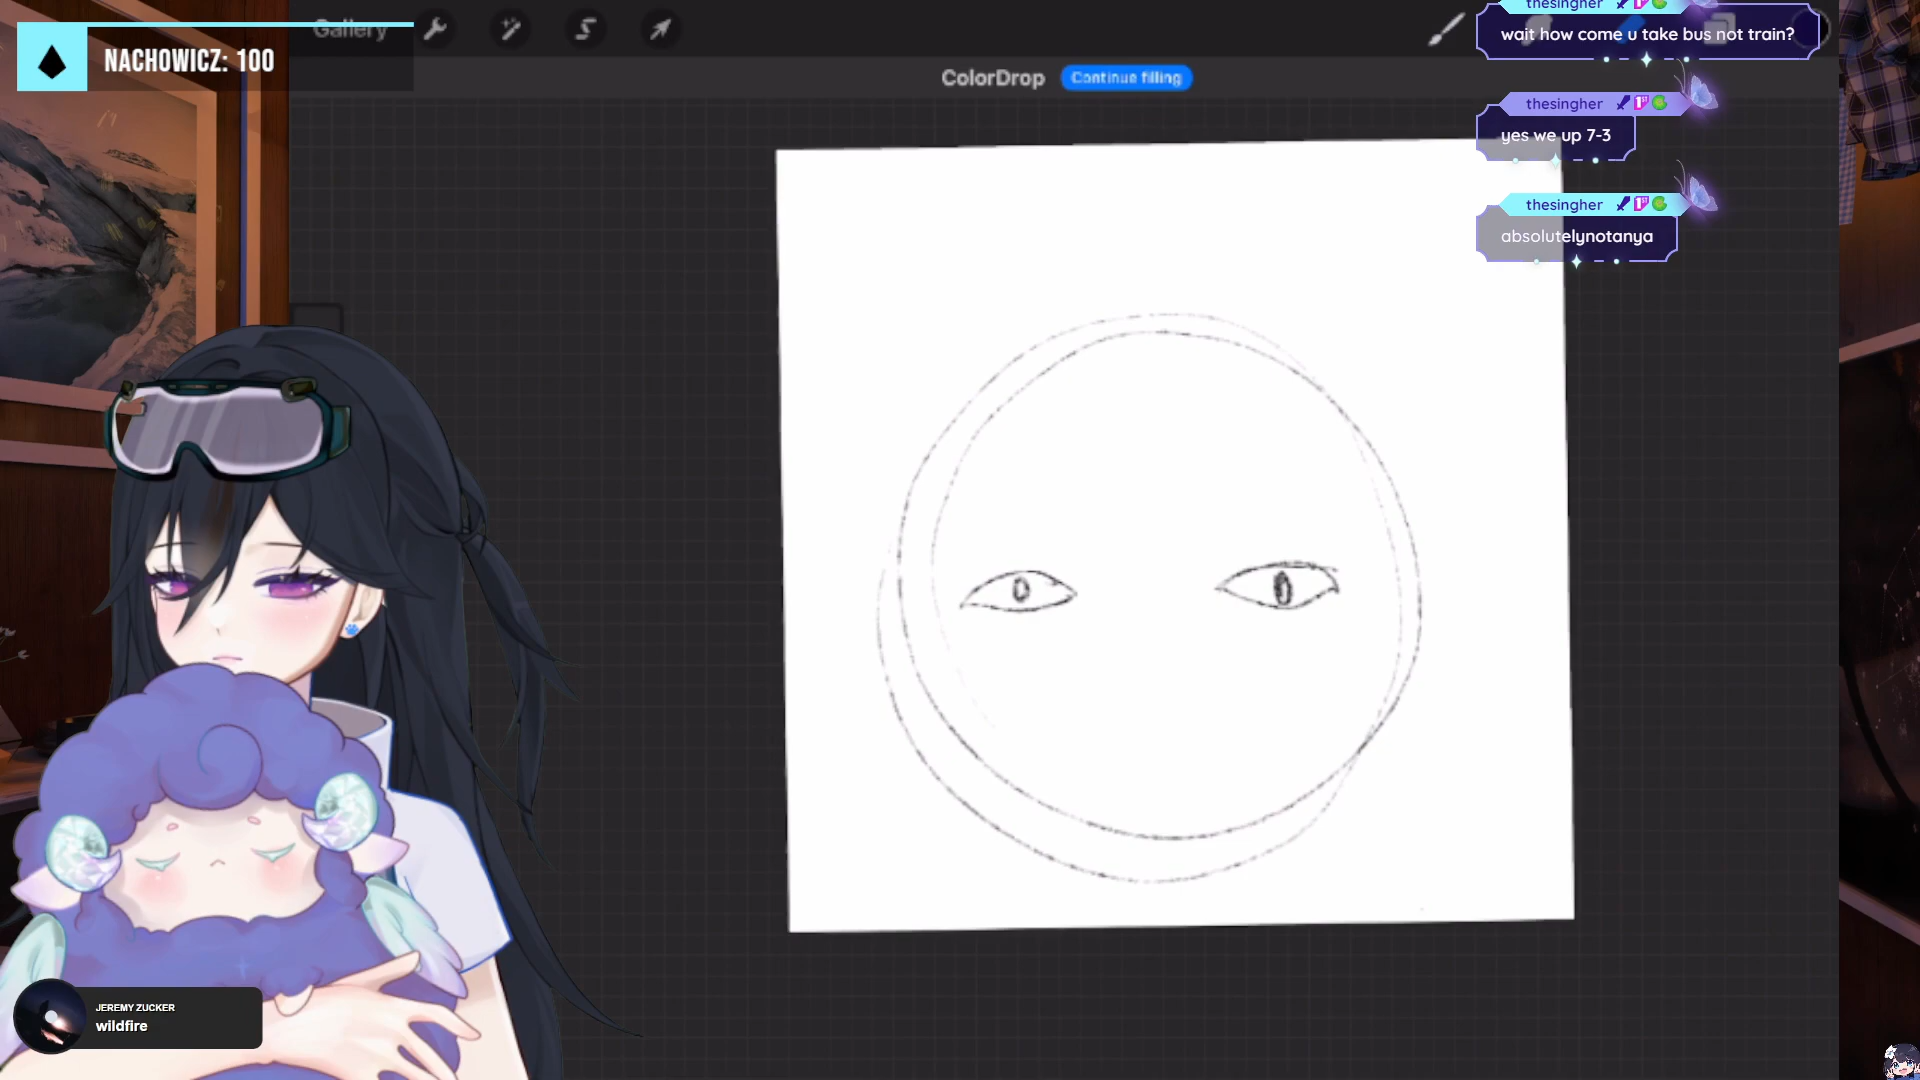 Gallery
NACHOWICZ: 100
ColorDrop
Continue filling
thesingher
wait how come u take bus not train?
thesingher
yes we up 7-3
thesingher
absolutelynotanya
JEREMY ZUCKER
wildfire